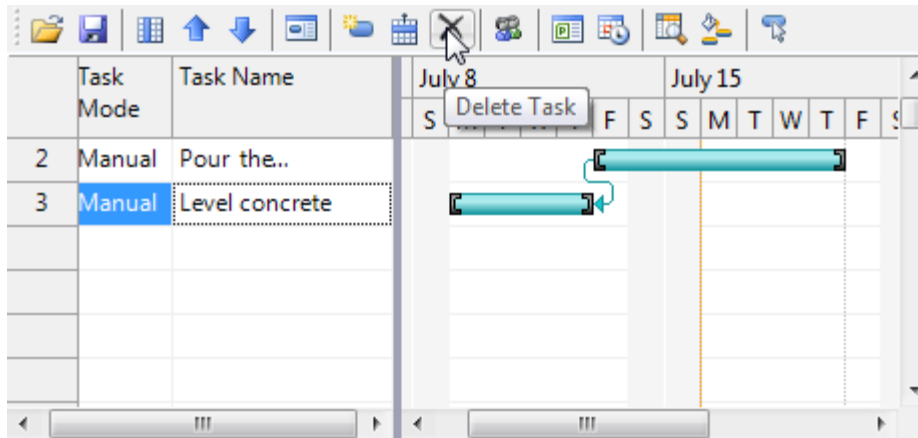 Task Mode
Task Name
July 8
July 15
Delete Task
S F S S M T W T F
2 Manual Pour the...
3 Manual Level concrete